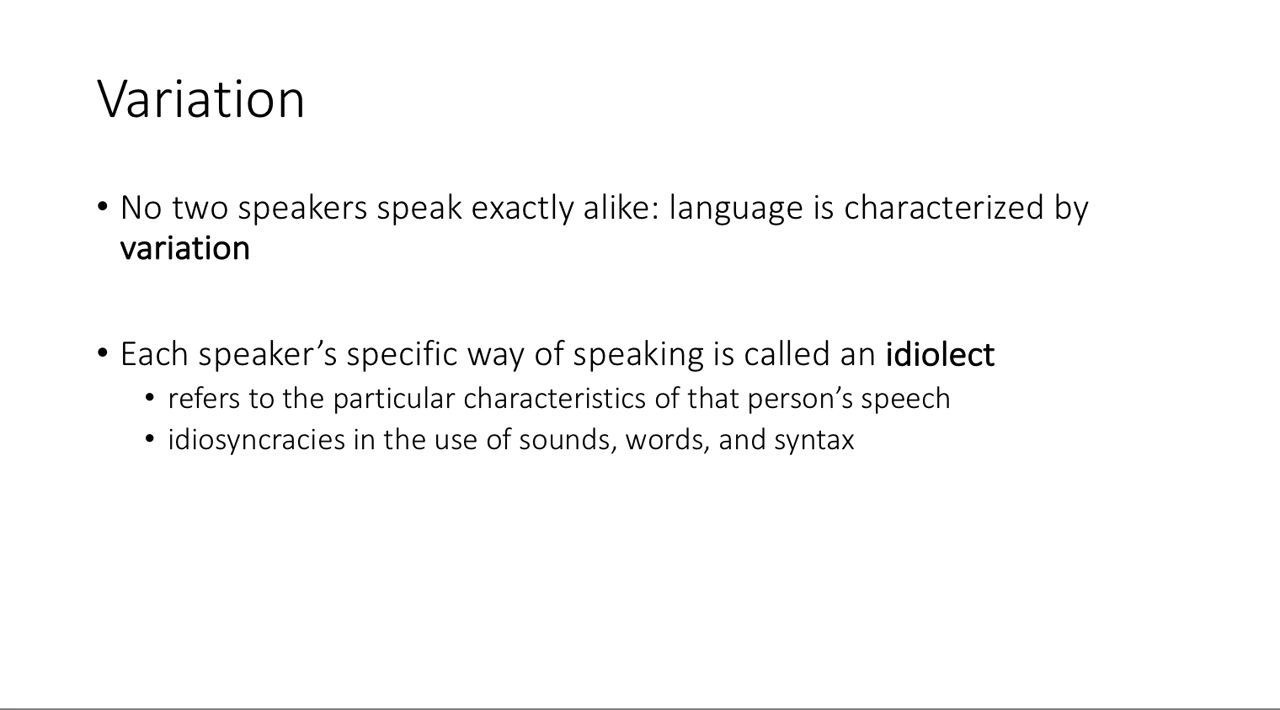 Variation
• No two speakers speak exactly alike: language is characterized by
variation
• Each speaker’s specific way of speaking is called an idiolect
• refers to the particular characteristics of that person’s speech
• idiosyncracies in the use of sounds, words, and syntax